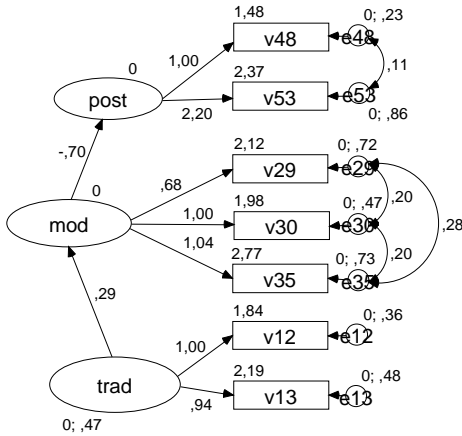 1,48
0; ,23
v48
e48
1,00
0
,11
2,37
post
v53
e53
2,20
0; ,86
-,70
2,12
0; ,72
v29
e29
,68
0
,20
1,98
0; ,47
mod
1,00
v30
e30
,28
1,04
2,77
0; ,73
,20
v35
e35
,29
1,84
0; ,36
v12
e12
1,00
2,19
0; ,48
trad
v13
e13
,94
0; ,47